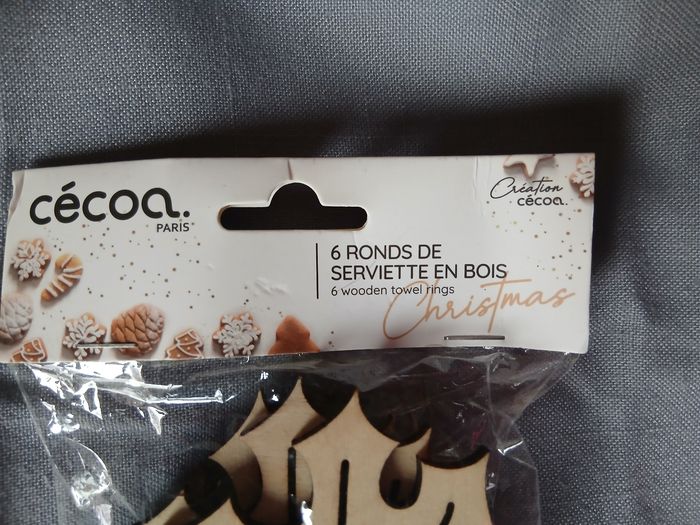 cécoa.
PARIS
Création
cécoa.
6 RONDS DE
SERVIETTE EN BOIS
6 wooden towel rings
Christmas